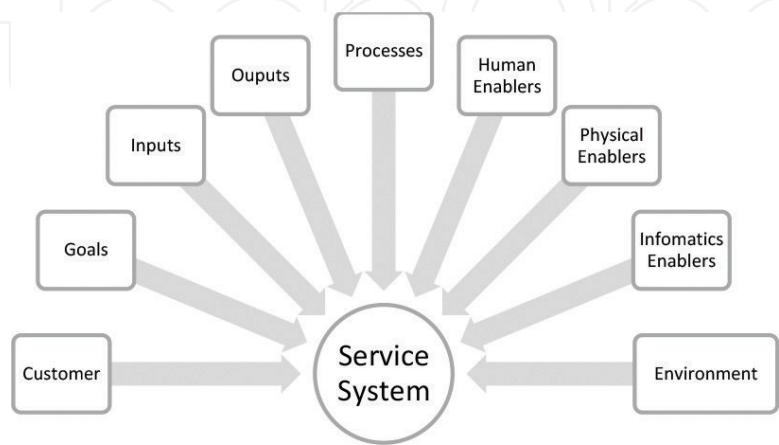 Processes
Human
Enablers
Ouputs
Physical
Enablers
Inputs
Infomatics
Enablers
Goals
Service
System
Customer
Environment